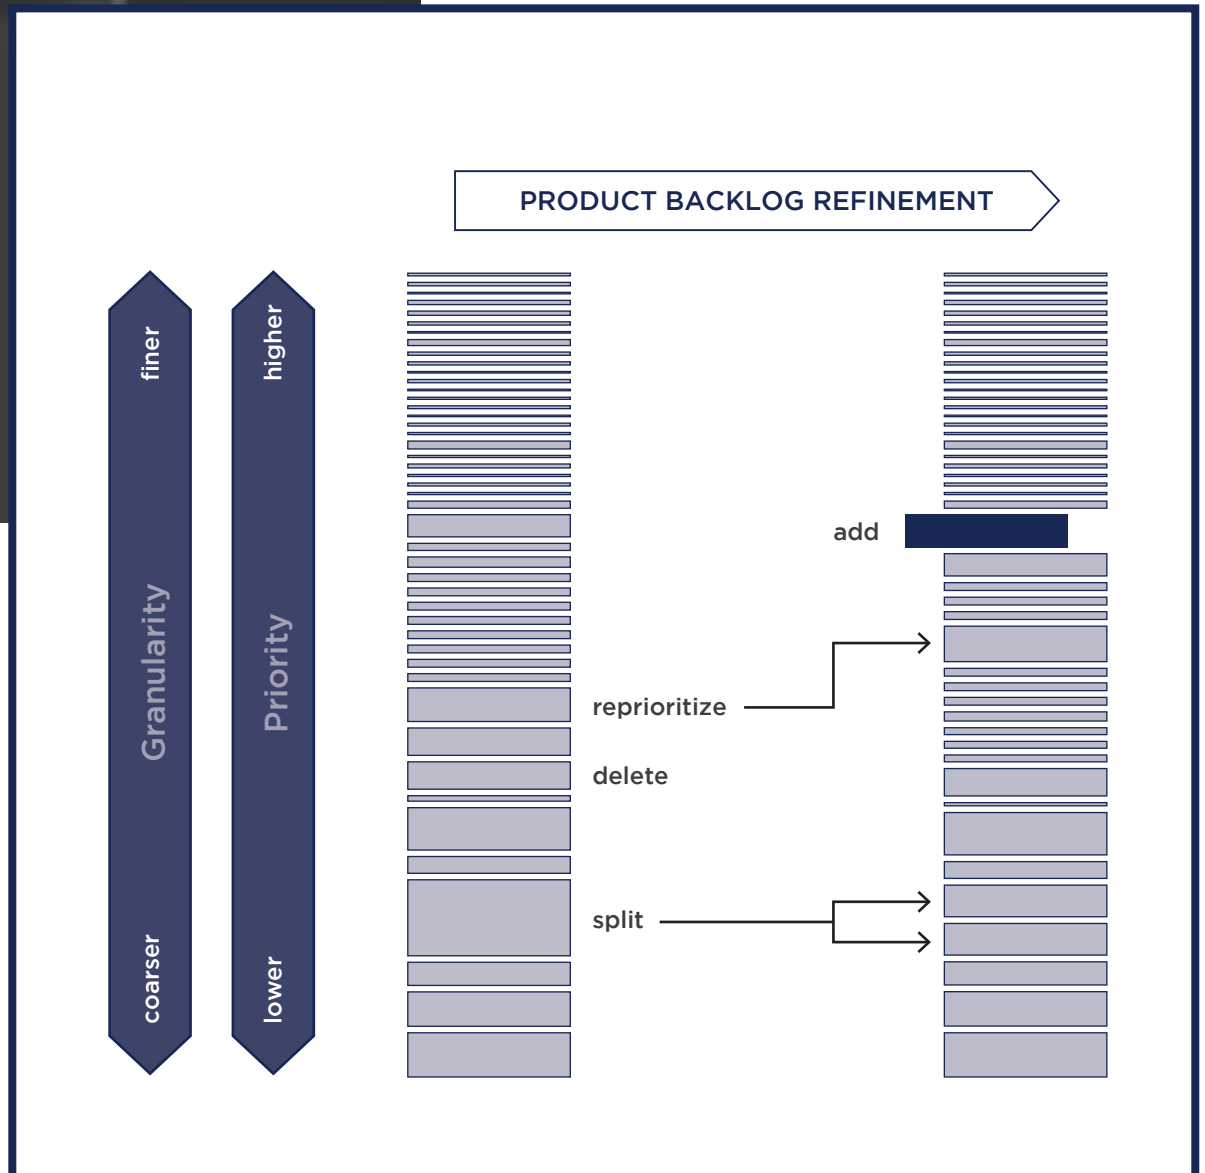 PRODUCT BACKLOG REFINEMENT
finer
Granularity
coarser
higher
Priority
lower
add
reprioritize
delete
split